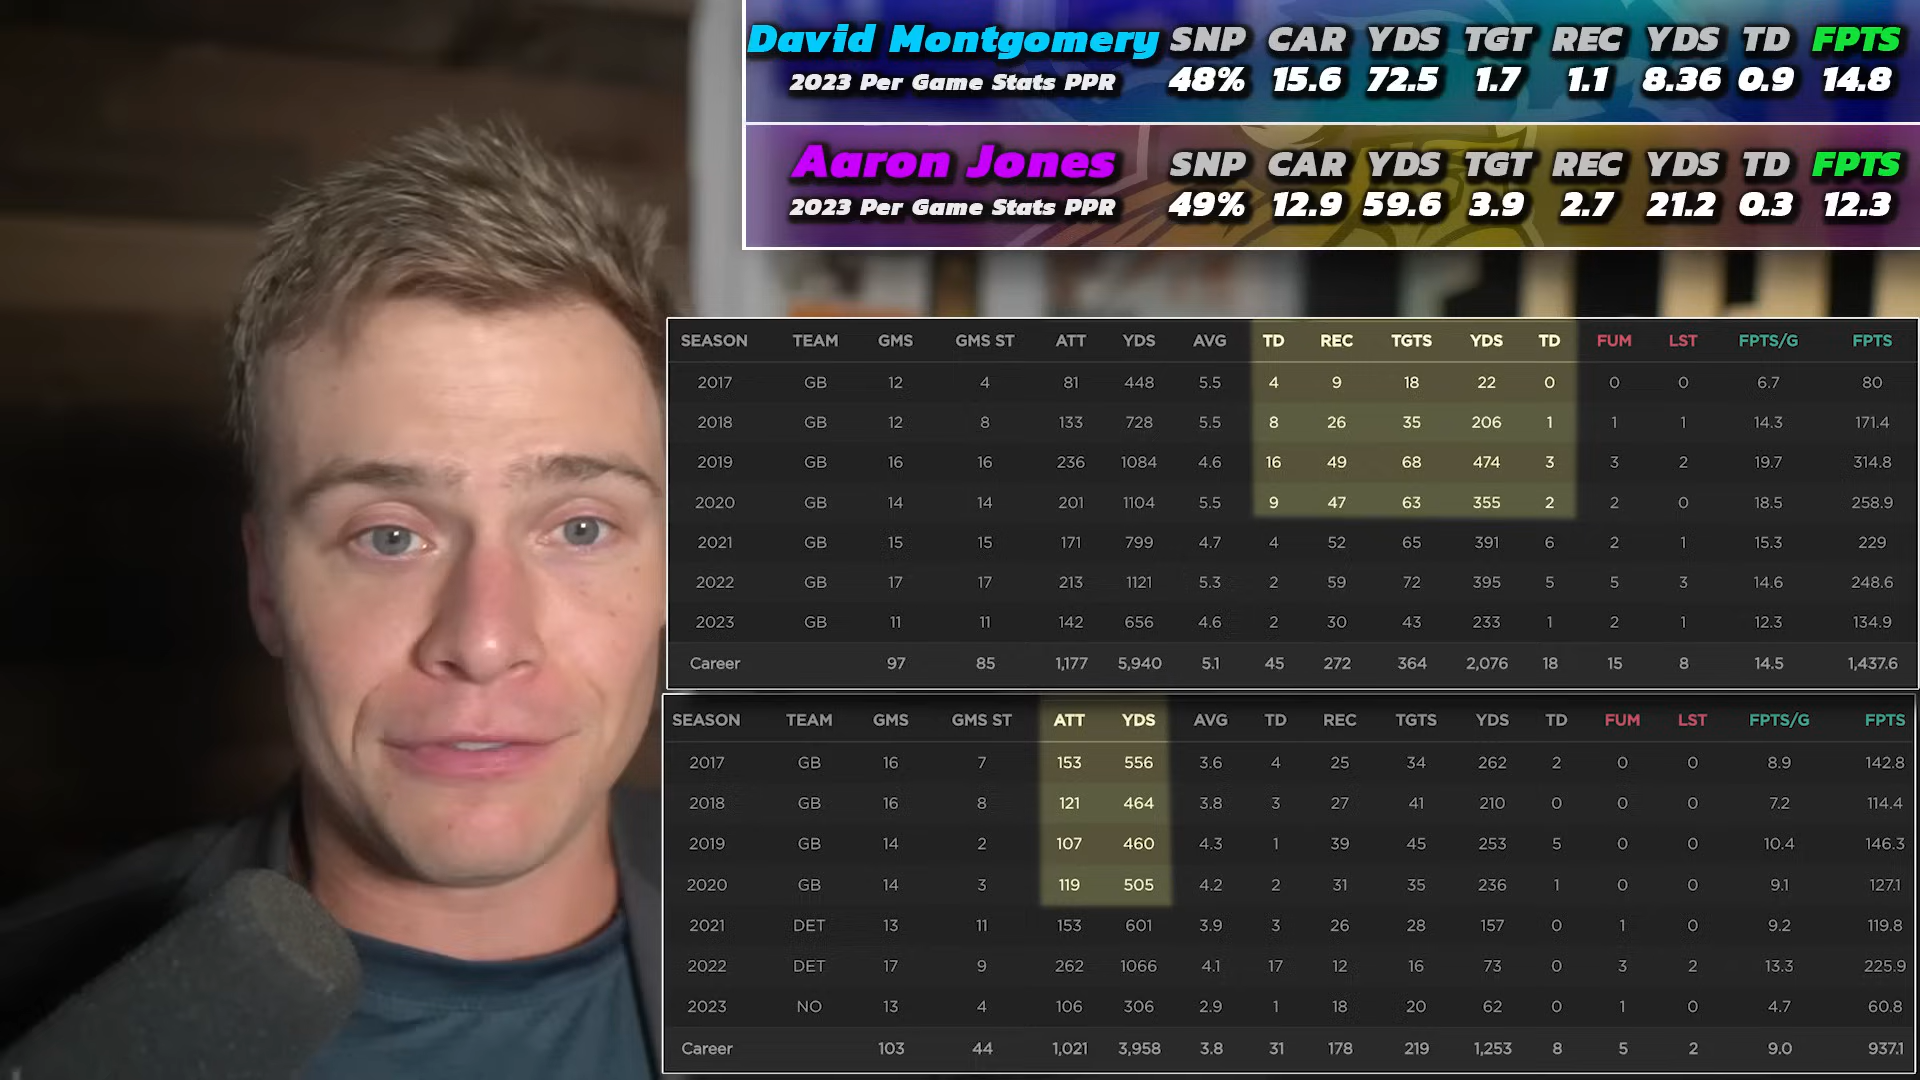 David Montgomery SNP CAR YDS TGT REC YDS TD FPTS
2023 Per Game Stats PPR 48% 15.6 72.5 1.7 1.1 8.36 0.9 14.8
Aaron Jones SNP CAR YDS TGT REC YDS TD FPTS
2023 Per Game Stats PPR 49% 12.9 59.6 3.9 2.7 21.2 0.3 12.3
SEASON TEAM GMS GMS ST ATT YDS AVG TD REC TGTS YDS TD FUM LST FPTS/G FPTS
2017 GB 12 4 81 448 5.5 4 9 18 22 0 0 0 6.7 80
2018 GB 12 8 133 728 5.5 8 26 35 206 1 1 1 14.3 171.4
2019 GB 16 16 236 1084 4.6 16 49 68 474 3 3 2 19.7 314.8
2020 GB 14 14 201 1104 5.5 9 47 63 355 2 2 0 18.5 258.9
2021 GB 15 15 171 799 4.7 4 52 65 391 6 2 1 15.3 229
2022 GB 17 17 213 1121 5.3 2 59 72 395 5 5 3 14.6 248.6
2023 GB 11 11 142 656 4.6 2 30 43 233 1 2 1 12.3 134.9
Career 97 85 1,177 5,940 5.1 45 272 364 2,076 18 15 8 14.5 1,437.6
SEASON TEAM GMS GMS ST ATT YDS AVG TD REC TGTS YDS TD FUM LST FPTS/G FPTS
2017 GB 16 7 153 556 3.6 4 25 34 262 2 0 0 8.9 142.8
2018 GB 16 8 121 464 3.8 3 27 41 210 0 0 0 7.2 114.4
2019 GB 14 2 107 460 4.3 1 39 45 253 5 0 0 10.4 146.3
2020 GB 14 3 119 505 4.2 2 31 35 236 1 0 0 9.1 127.1
2021 DET 13 11 153 601 3.9 3 26 28 157 0 1 0 9.2 119.8
2022 DET 17 9 262 1066 4.1 17 12 16 73 0 3 2 13.3 225.9
2023 NO 13 4 106 306 2.9 1 18 20 62 0 1 0 4.7 60.8
Career 103 44 1,021 3,958 3.8 31 178 219 1,253 8 5 2 9.0 937.1